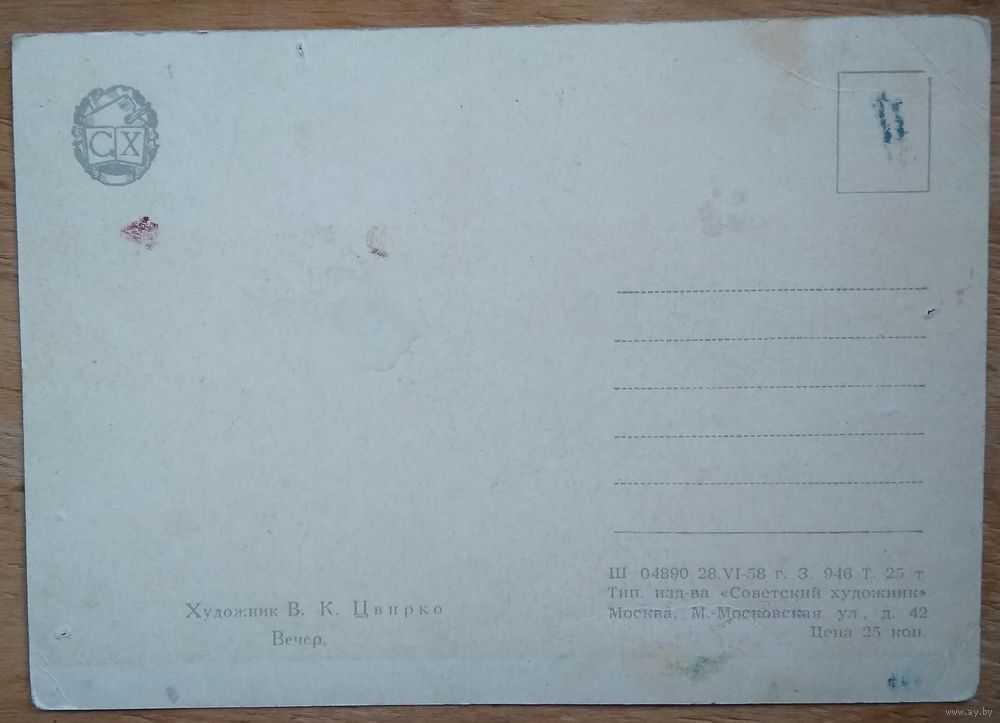 СХ
Художник В. К. Цвирко
Вечер.
Ш 04890 28.VI-58 г. З. 946 Т. 25 т
Тип. изд-ва «Советский художник»
Москва, М.-Московская ул., д. 42
Цена 25 коп.
www.ay.by